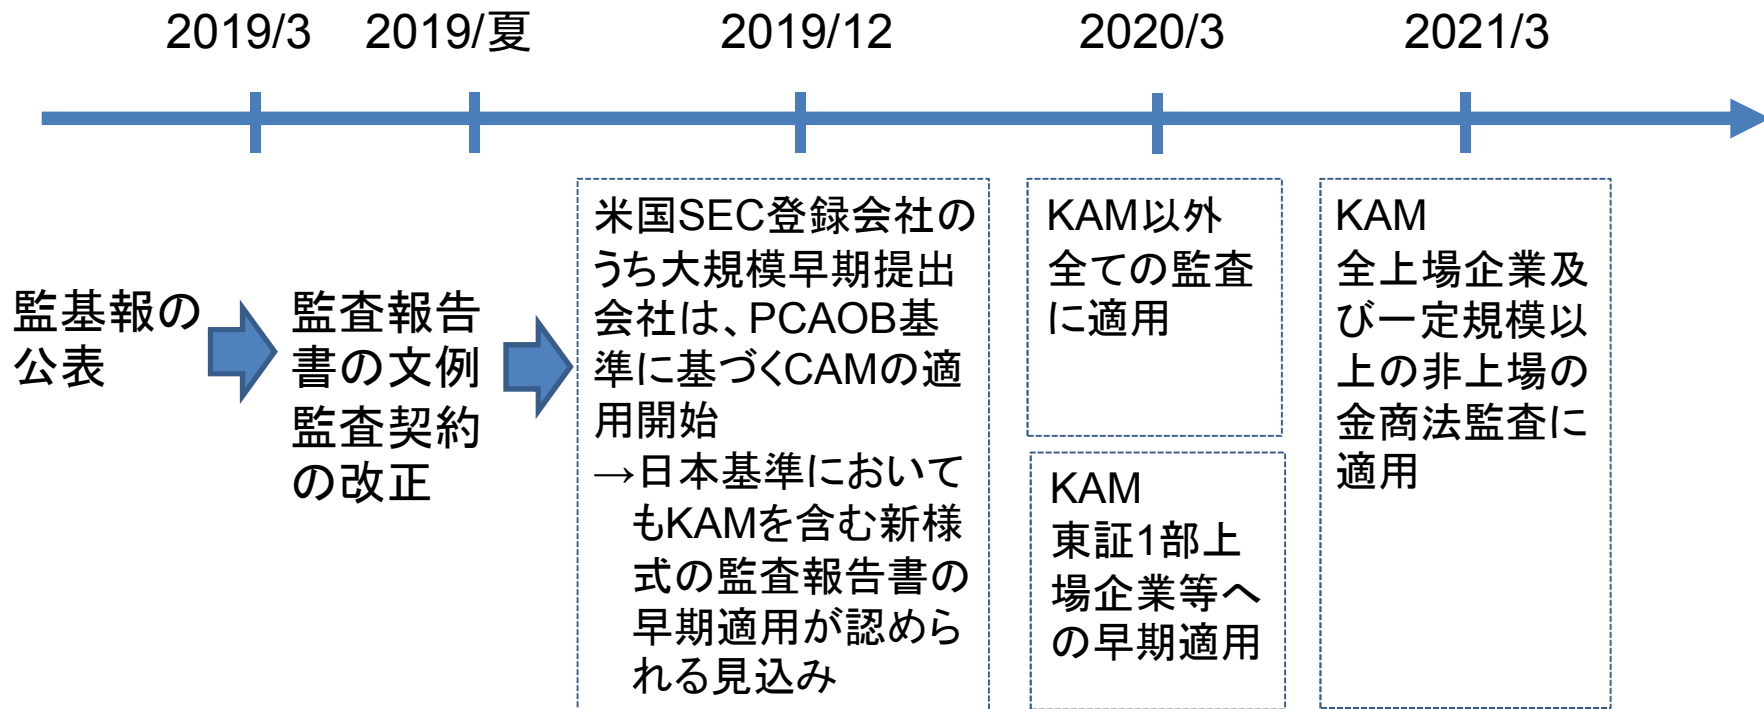 2019/3
2019/夏
2019/12
2020/3
2021/3
監基報の
公表
監査報告
書の文例
監査契約
の改正
米国SEC登録会社の
うち大規模早期提出
会社は、PCAOB基
準に基づくCAMの適
用開始
→日本基準において
もKAMを含む新様
式の監査報告書の
早期適用が認めら
れる見込み
KAM以外
全ての監査
に適用
KAM
東証1部上
場企業等へ
の早期適用
KAM
全上場企業及
び一定規模以
上の非上場の
金商法監査に
適用